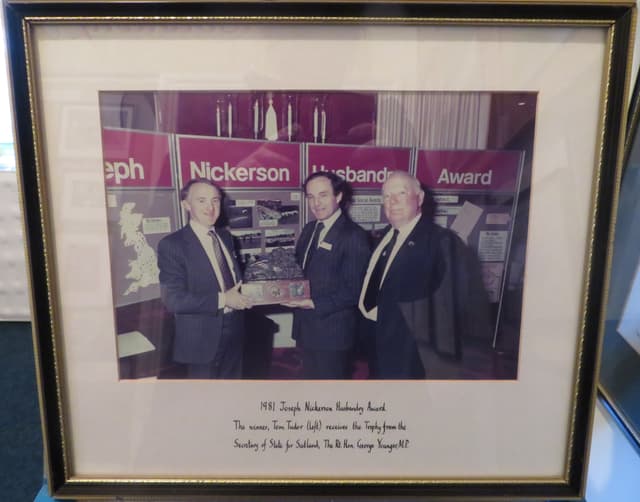 eph Nickerson Husbandry Award
1981 Joseph Nickerson Husbandry Award
The winner, Tom Tudor (left) receives the Trophy from the
Secretary of State for Scotland, The Rt. Hon. George Younger, M.P.